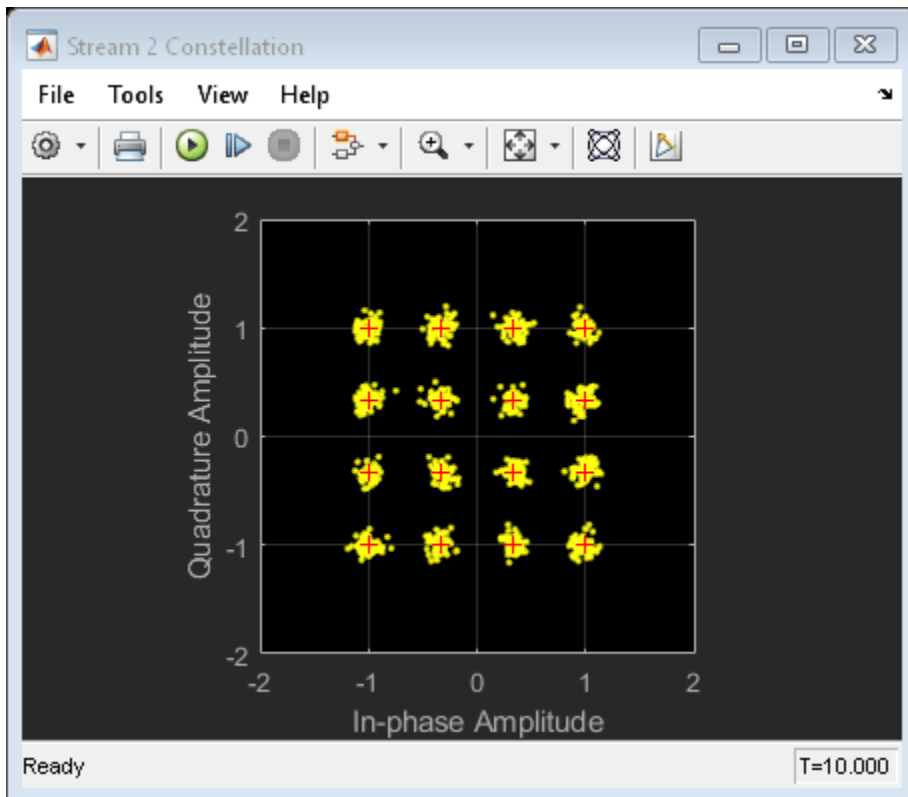 Stream 2 Constellation
File Tools View Help
2
1
0
-1
-2
Quadrature Amplitude
-2 -1 0 1 2
In-phase Amplitude
Ready T=10.000